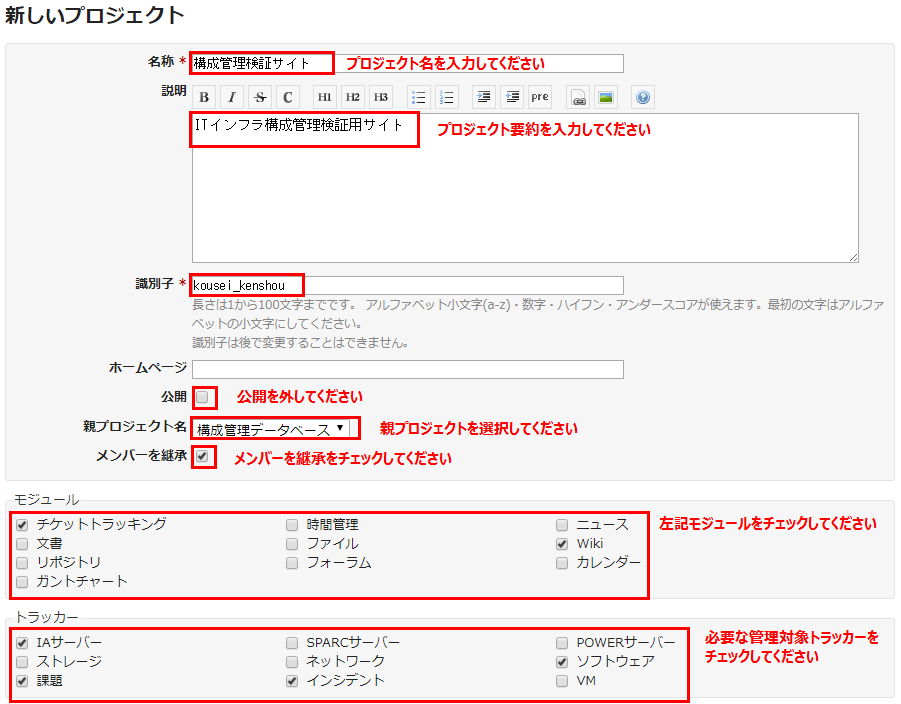 新しいプロジェクト
名称 * 構成管理検証サイト プロジェクト名を入力してください
説明 B I S C H1 H2 H3 pre
ITインフラ構成管理検証用サイト プロジェクト要約を入力してください
識別子 * kousei_kenshou
長さは1から100文字までです。 アルファベット小文字(a-z)・数字・ハイフン・アンダースコアが使えます。最初の文字はアルファ
ベットの小文字にしてください。
識別子は後で変更することはできません。
ホームページ
公開 公開を外してください
親プロジェクト名 構成管理データベース 親プロジェクトを選択してください
メンバーを継承 メンバーを継承をチェックしてください
モジュール
チケットトラッキング 時間管理 ニュース 左記モジュールをチェックしてください
文書 ファイル Wiki
リポジトリ フォーラム カレンダー
ガントチャート
トラッカー
IAサーバー SPARCサーバー POWERサーバー 必要な管理対象トラッカーを
ストレージ ネットワーク ソフトウェア チェックしてください
課題 インシデント VM